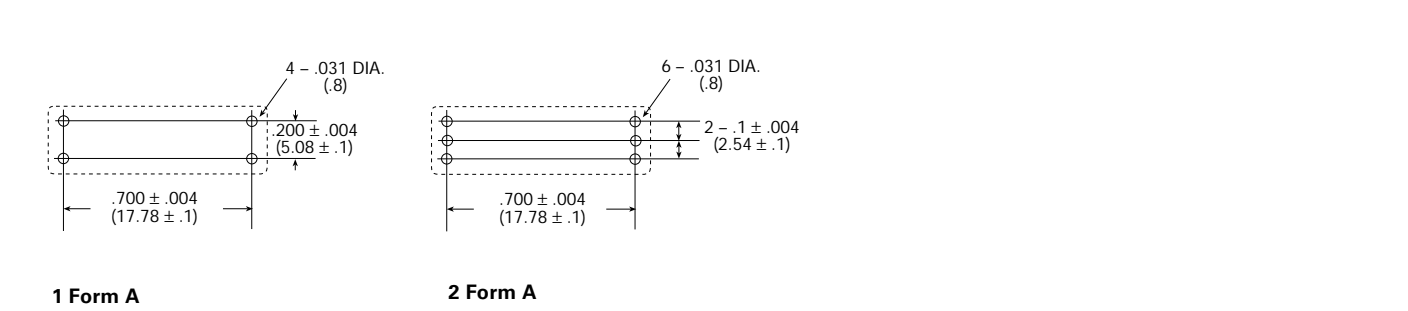 4 – .031 DIA.
(.8)
.200 ± .004
(5.08 ± .1)
.700 ± .004
(17.78 ± .1)
1 Form A
6 – .031 DIA.
(.8)
2 – .1 ± .004
(2.54 ± .1)
.700 ± .004
(17.78 ± .1)
2 Form A